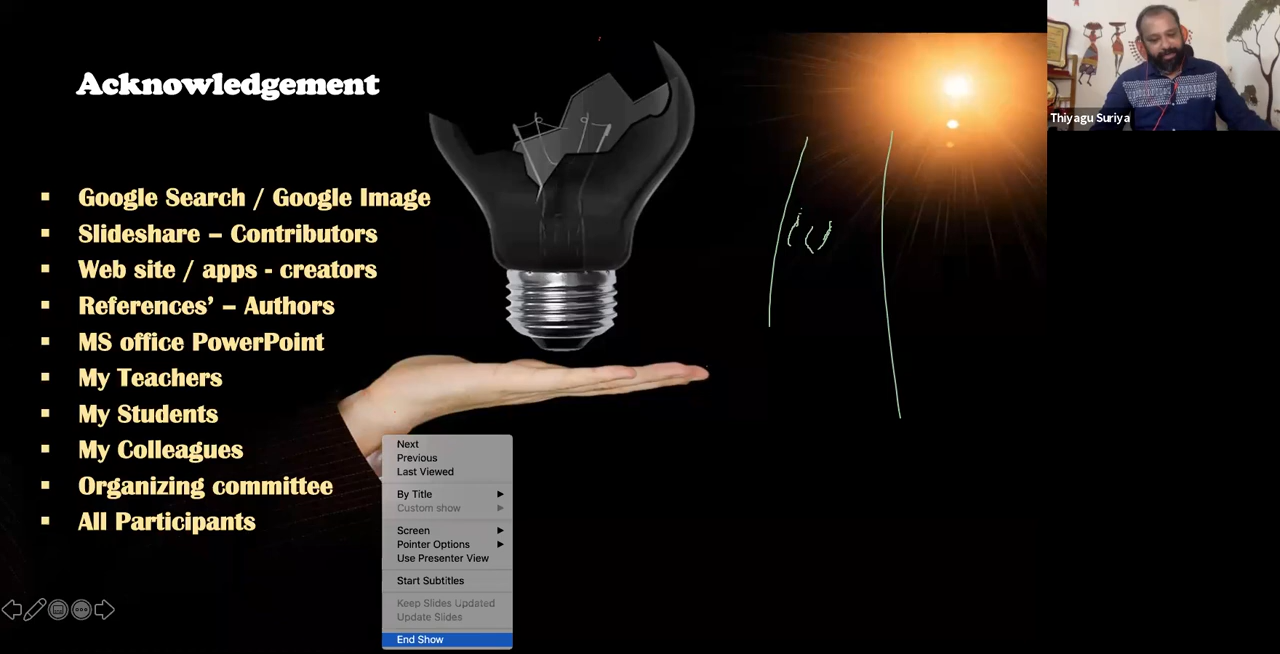 Acknowledgement
Thiyagu Suriya
▪ Google Search / Google Image
▪ Slideshare – Contributors
▪ Web site / apps - creators
▪ References’ – Authors
▪ MS office PowerPoint
▪ My Teachers
▪ My Students
▪ My Colleagues
▪ Organizing committee
▪ All Participants
Next
Previous
Last Viewed
By Title
Custom show
Screen
Pointer Options
Use Presenter View
Start Subtitles
Keep Slides Updated
Update Slides
End Show